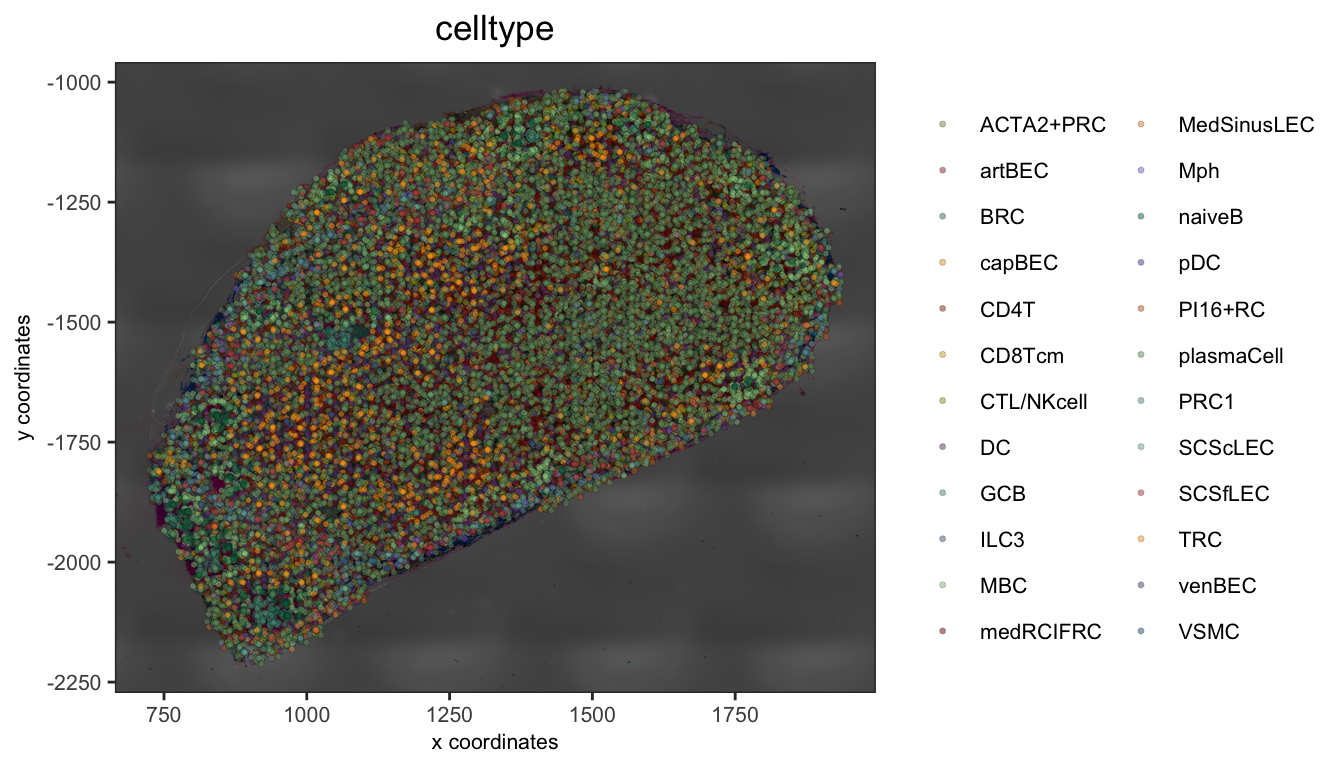 celltype
-1000
-1250
-1500
-1750
-2000
-2250
y coordinates
750 1000 1250 1500 1750
x coordinates
ACTA2+PRC MedSinusLEC
artBEC Mph
BRC naiveB
capBEC pDC
CD4T PI16+RC
CD8Tcm plasmaCell
CTL/NKcell PRC1
DC SCScLEC
GCB SCSfLEC
ILC3 TRC
MBC venBEC
medRCIFRC VSMC